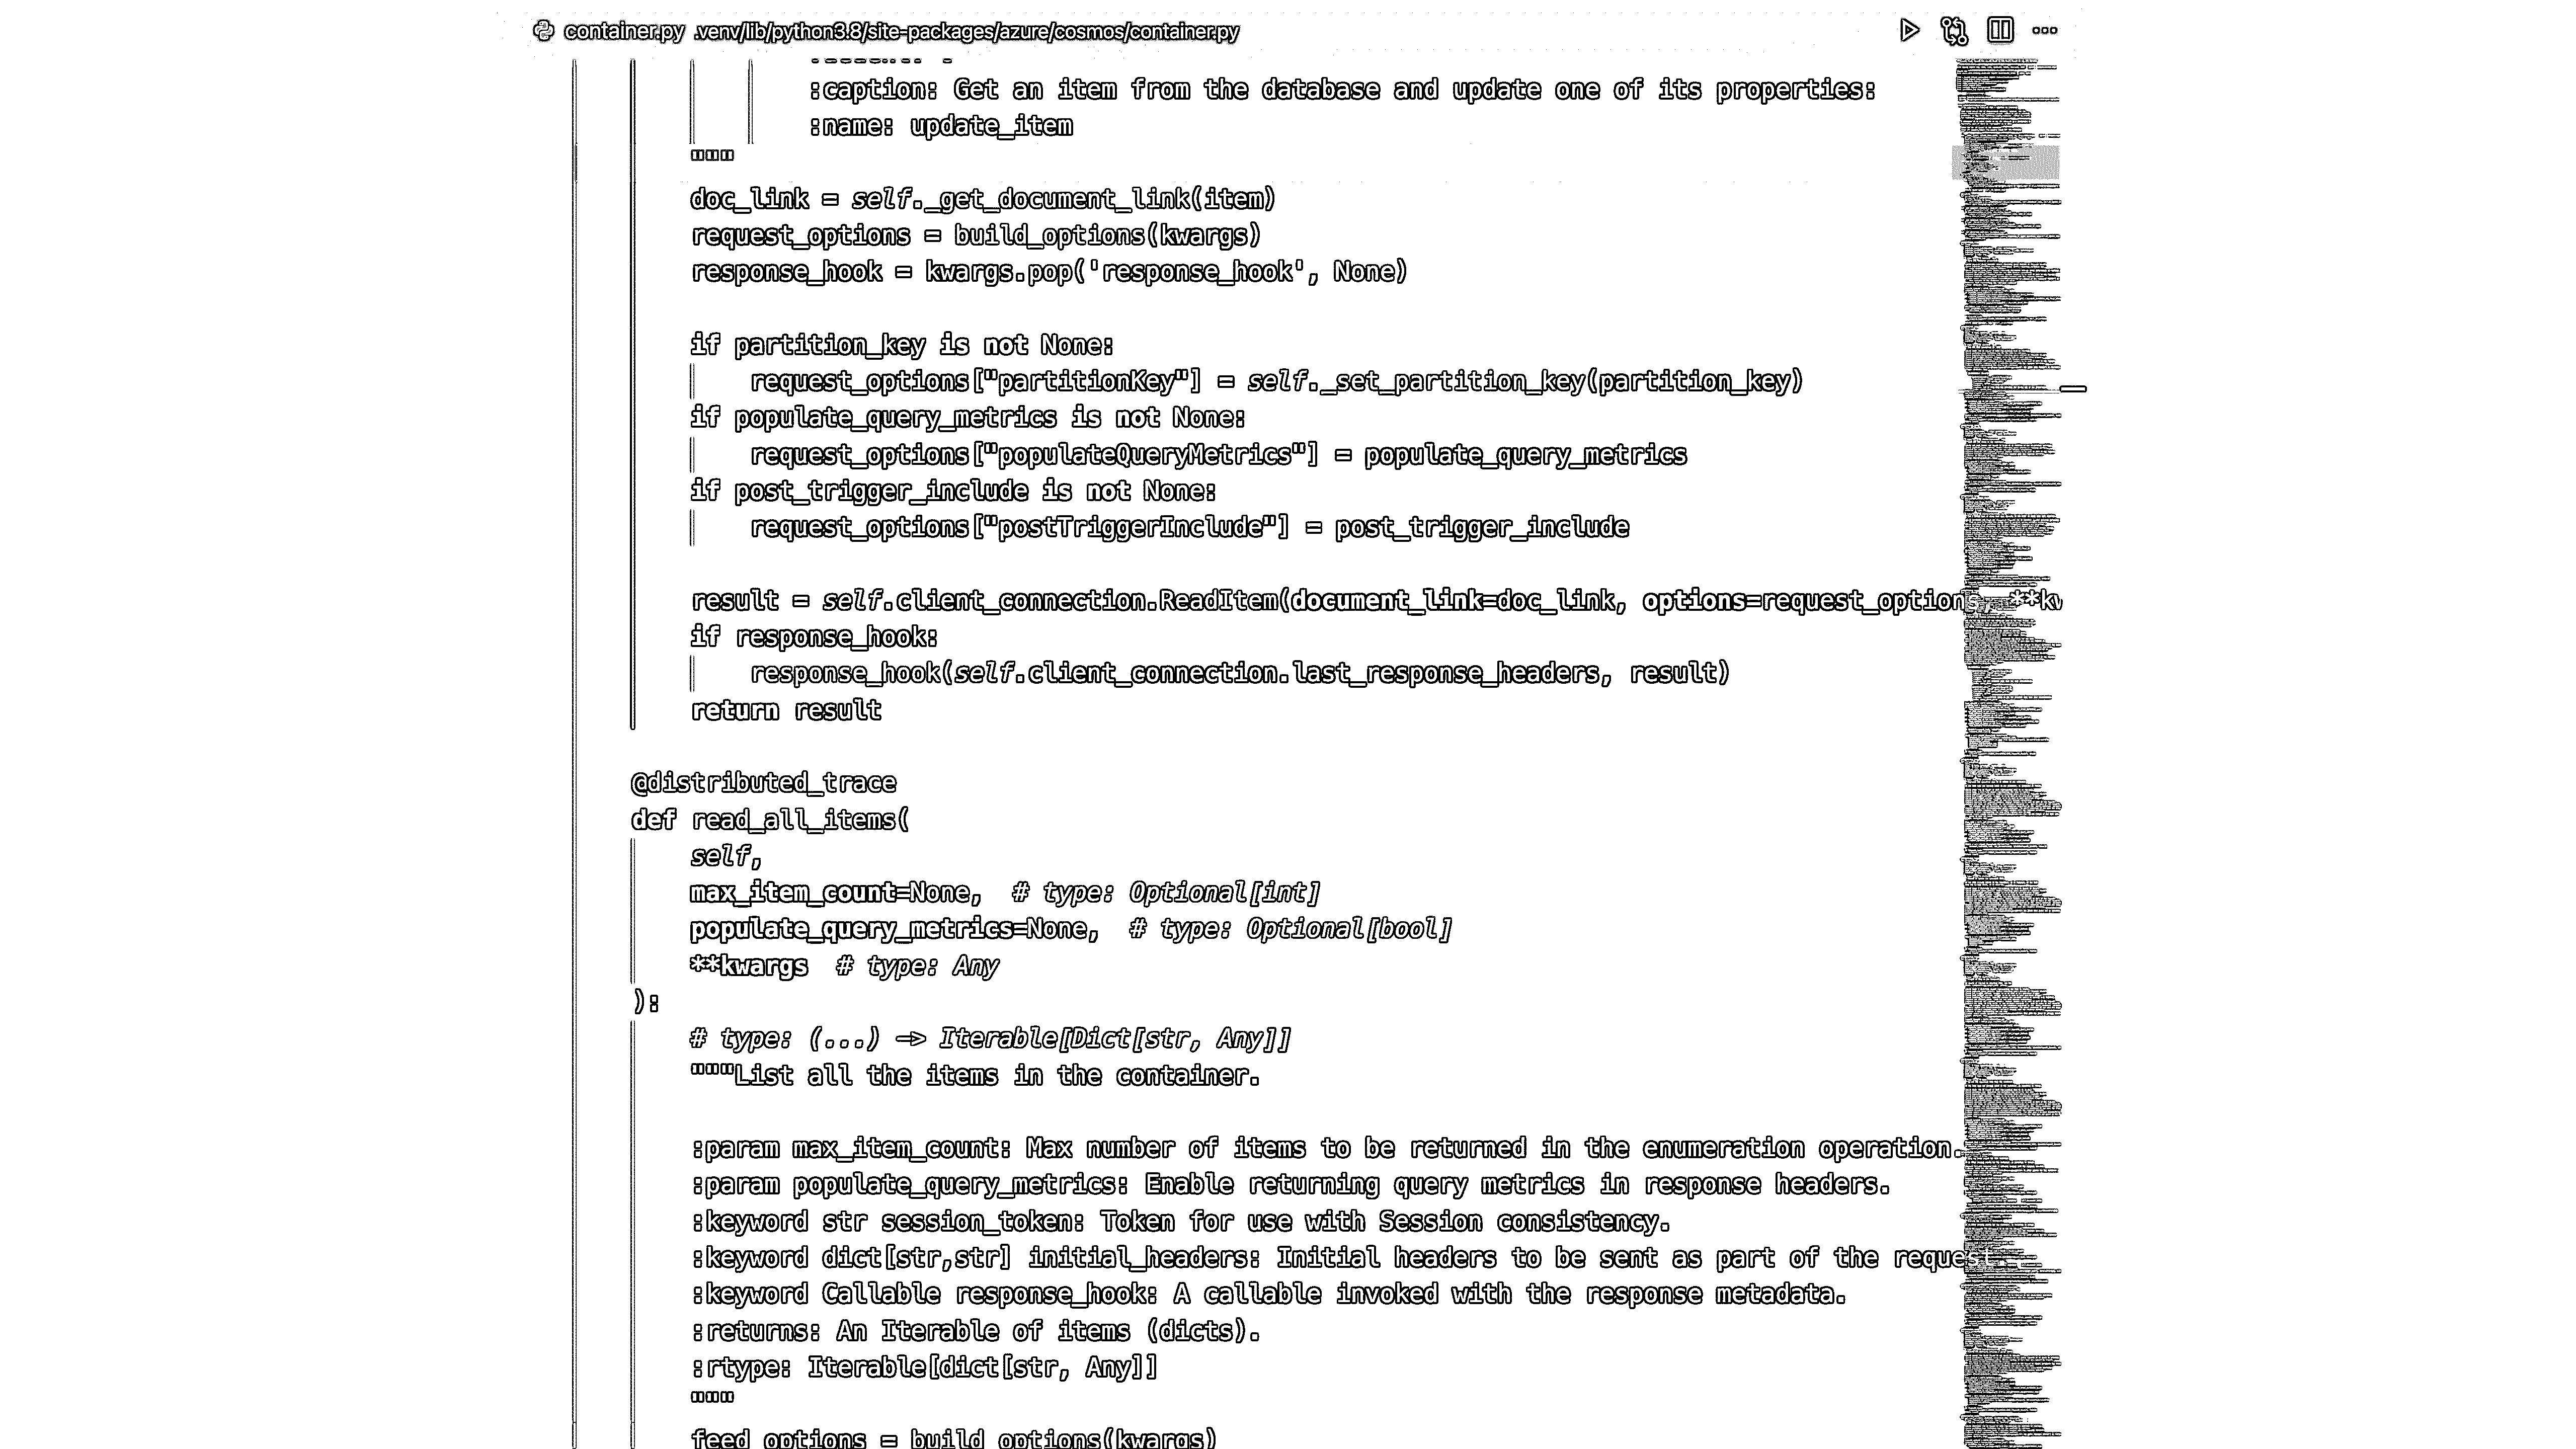 container.py .venv/lib/python3.8/site-packages/azure/cosmos/container.py
:caption: Get an item from the database and update one of its properties:
:name: update_item
"""
doc_link = self._get_document_link(item)
request_options = build_options(kwargs)
response_hook = kwargs.pop('response_hook', None)
if partition_key is not None:
request_options["partitionKey"] = self._set_partition_key(partition_key)
if populate_query_metrics is not None:
request_options["populateQueryMetrics"] = populate_query_metrics
if post_trigger_include is not None:
request_options["postTriggerInclude"] = post_trigger_include
result = self.client_connection.ReadItem(document_link=doc_link, options=request_options, **kw
if response_hook:
response_hook(self.client_connection.last_response_headers, result)
return result
@distributed_trace
def read_all_items(
self,
max_item_count=None,  # type: Optional[int]
populate_query_metrics=None,  # type: Optional[bool]
**kwargs  # type: Any
):
# type: (...) -> Iterable[Dict[str, Any]]
"""List all the items in the container.
:param max_item_count: Max number of items to be returned in the enumeration operation.
:param populate_query_metrics: Enable returning query metrics in response headers.
:keyword str session_token: Token for use with Session consistency.
:keyword dict[str,str] initial_headers: Initial headers to be sent as part of the request.
:keyword Callable response_hook: A callable invoked with the response metadata.
:returns: An Iterable of items (dicts).
:rtype: Iterable[dict[str, Any]]
"""
feed_options = build_options(kwargs)